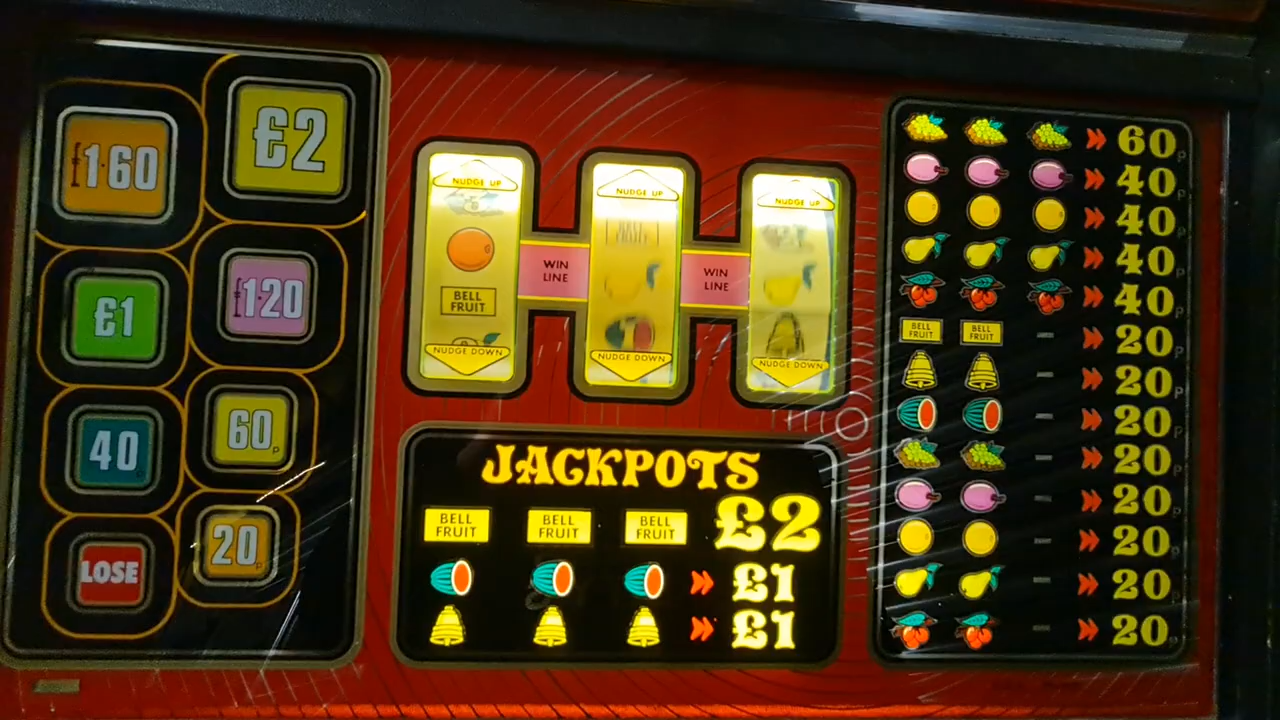 £1·60
£2
£1
£1·20
40
60P
LOSE
20P
NUDGE UP
NUDGE UP
NUDGE UP
WIN
LINE
WIN
LINE
BELL
FRUIT
NUDGE DOWN
NUDGE DOWN
NUDGE DOWN
JACKPOTS
BELL
FRUIT
BELL
FRUIT
BELL
FRUIT
£2
£1
£1
60P
40P
40P
40P
40P
BELL
FRUIT
BELL
FRUIT
20P
20P
20P
20P
20P
20P
20P
20P